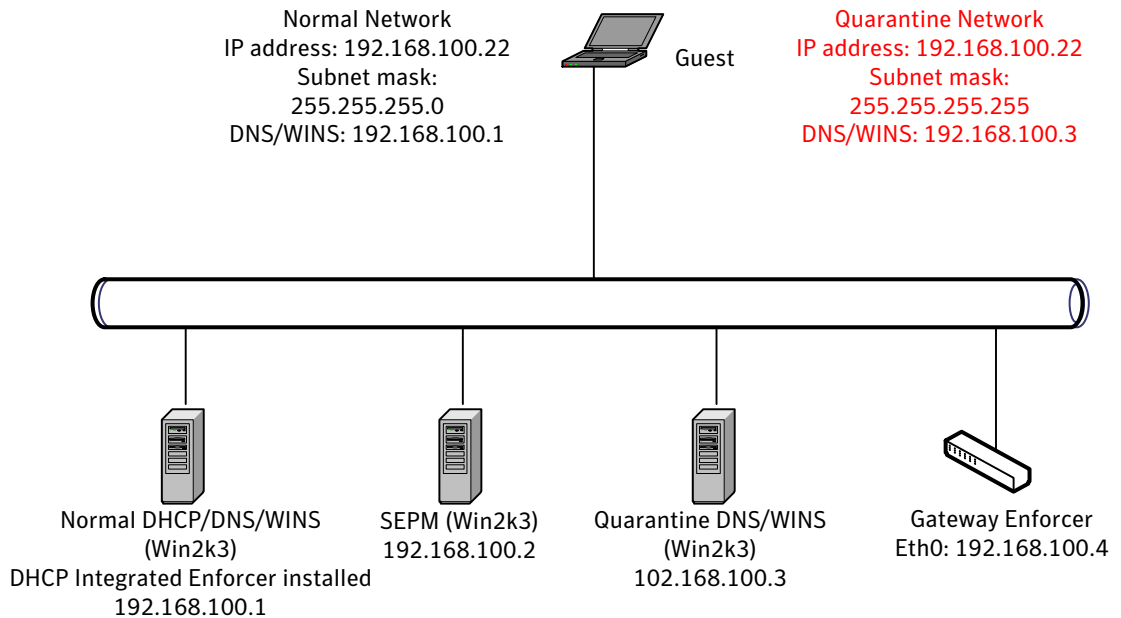 Normal Network
IP address: 192.168.100.22
Subnet mask:
255.255.255.0
DNS/WINS: 192.168.100.1
Guest
Quarantine Network
IP address: 192.168.100.22
Subnet mask:
255.255.255.255
DNS/WINS: 192.168.100.3
Normal DHCP/DNS/WINS
(Win2k3)
DHCP Integrated Enforcer installed
192.168.100.1
SEPM (Win2k3)
192.168.100.2
Quarantine DNS/WINS
(Win2k3)
102.168.100.3
Gateway Enforcer
Eth0: 192.168.100.4